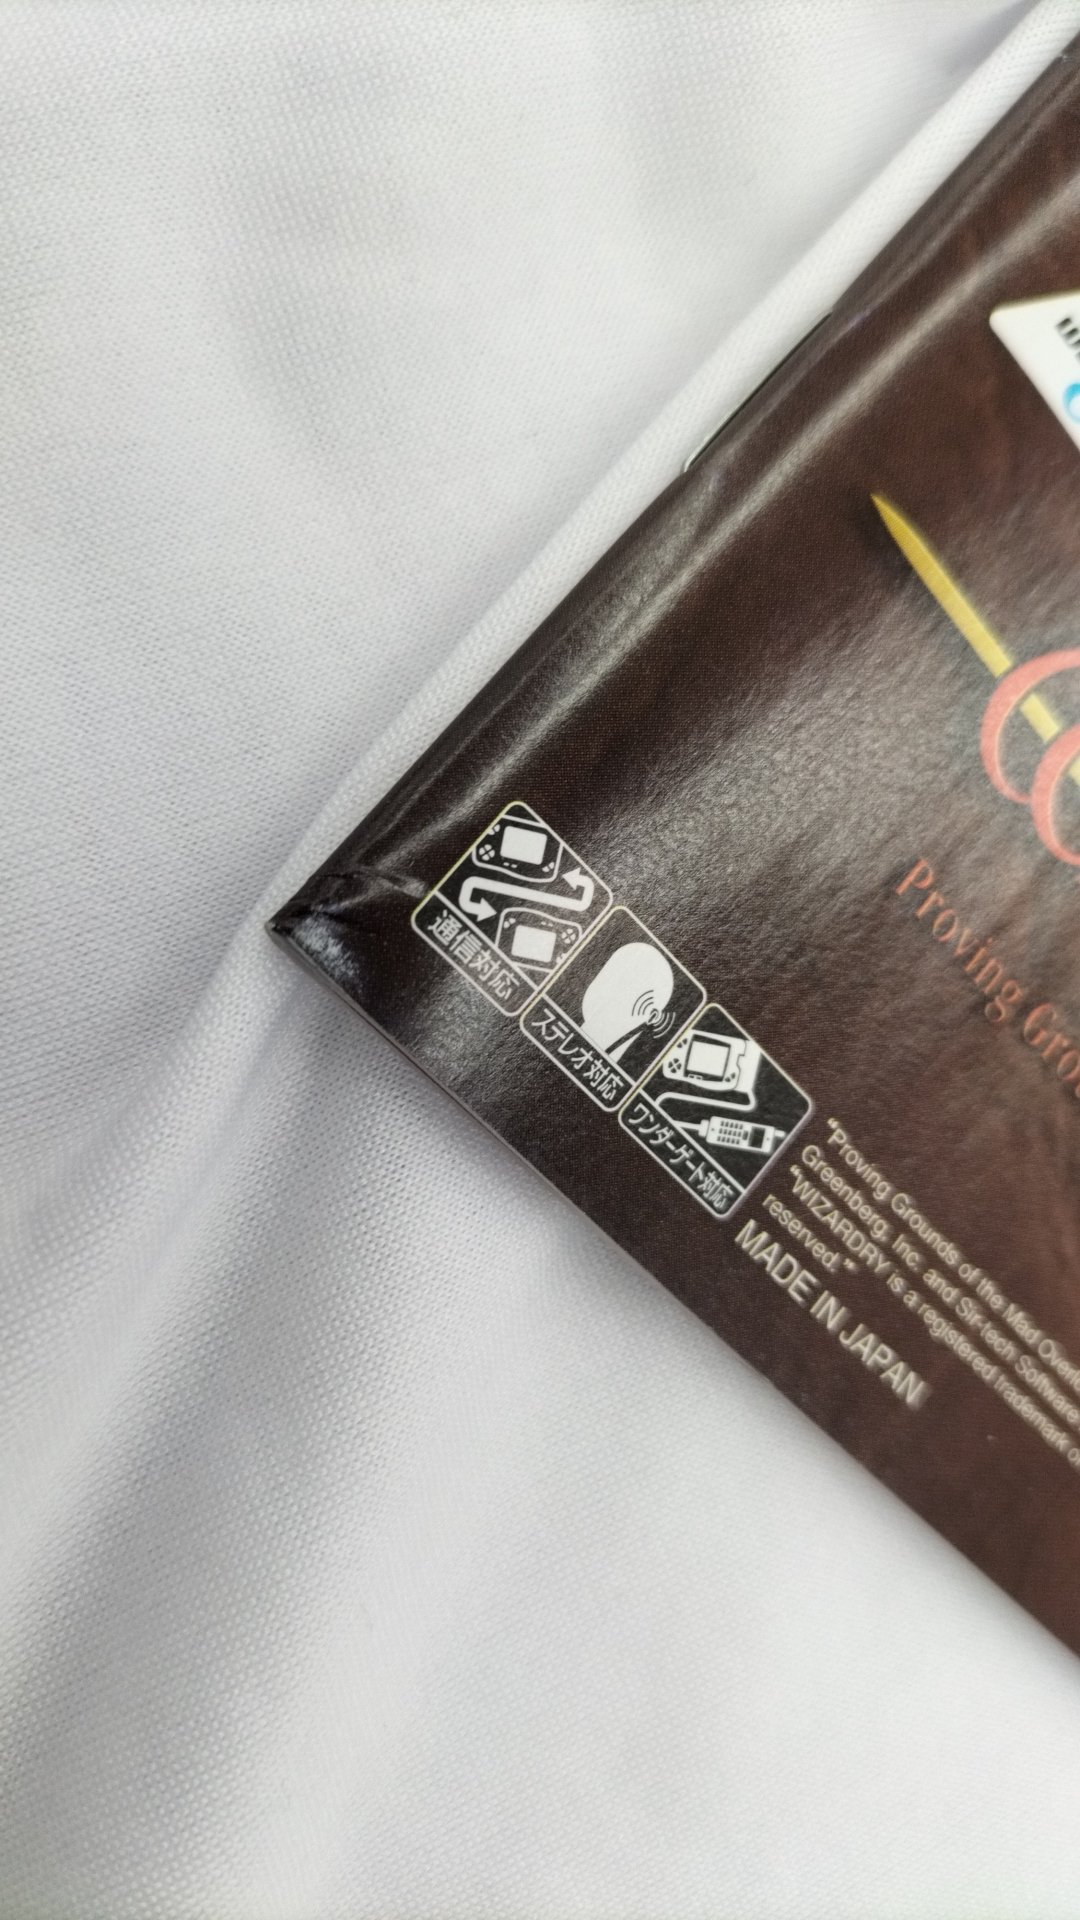 Proving
通信対応
ステレオ対応
ワンダーゲート対応
"Proving Grounds of the Mad
Greenberg, Inc. and Sir-tech Software
"WIZARDRY is a registered trademark
reserved."
MADE IN JAPAN